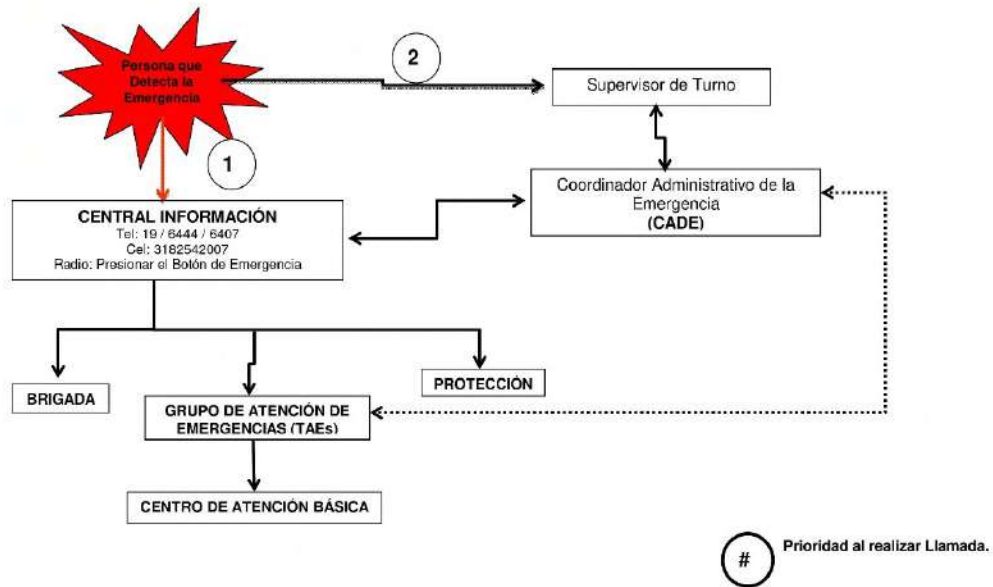 Persona que
Detecta la
Emergencia
2
Supervisor de Turno
1
Coordinador Administrativo de la
Emergencia
(CADE)
CENTRAL INFORMACIÓN
Tel: 19 / 6444 / 6407
Cel: 3182542007
Radio: Presionar el Botón de Emergencia
BRIGADA
PROTECCIÓN
GRUPO DE ATENCIÓN DE
EMERGENCIAS (TAEs)
CENTRO DE ATENCIÓN BÁSICA
# Prioridad al realizar Llamada.